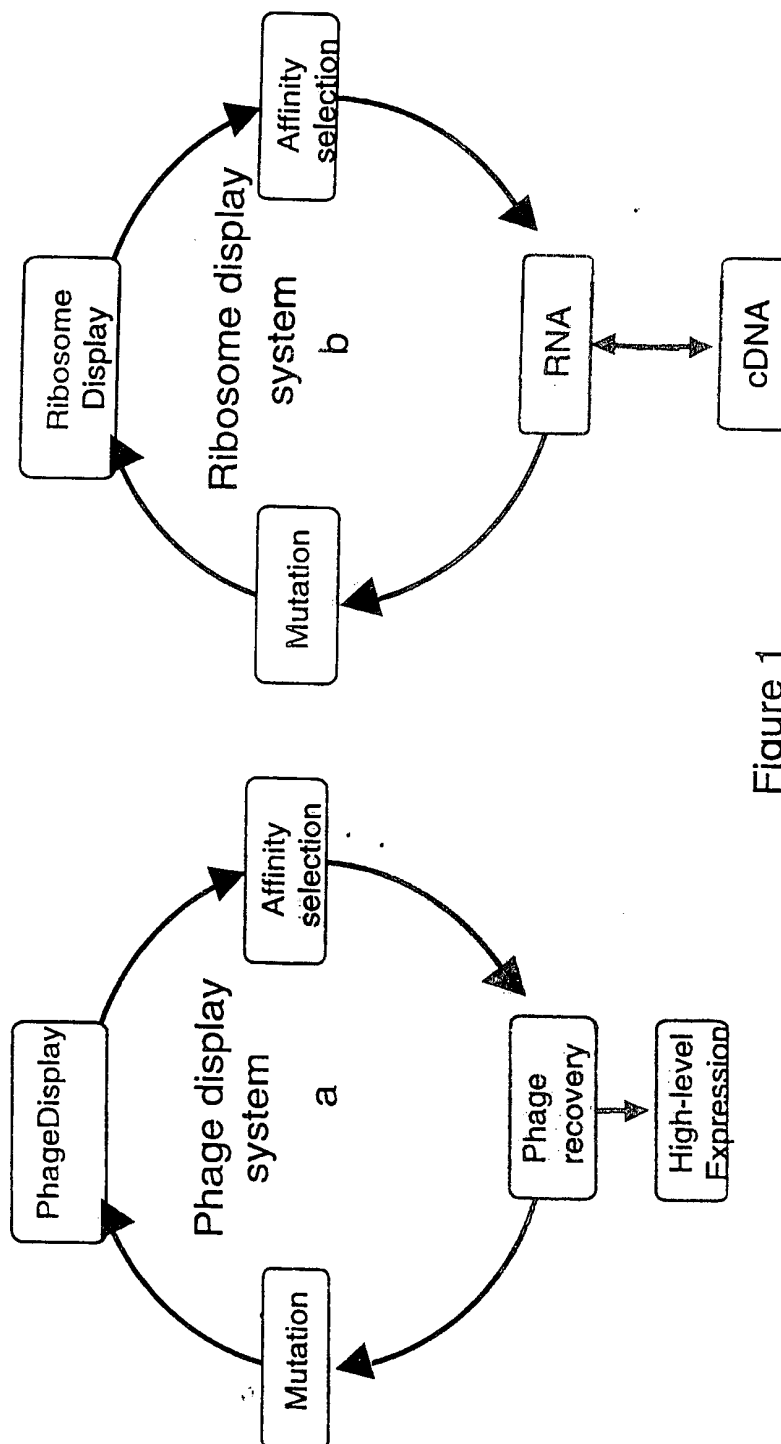 PhageDisplay
Affinity
selection
Phage display
system
a
Mutation
Phage
recovery
High-level
Expression
Ribosome
Display
Affinity
selection
Ribosome display
system
b
Mutation
RNA
cDNA
Figure 1